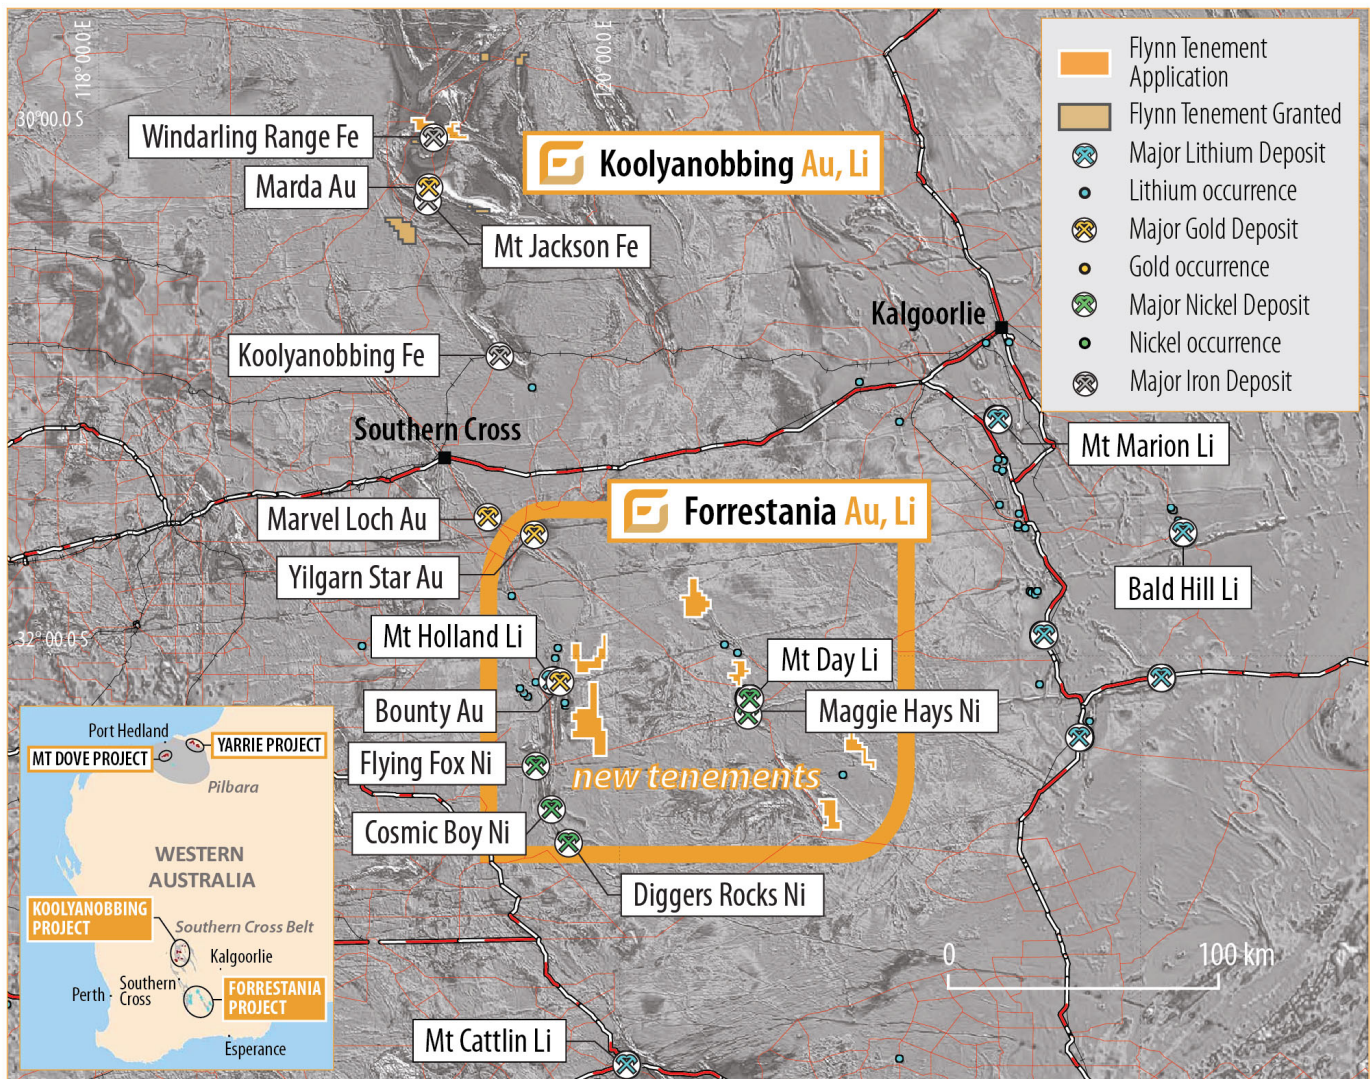 118° 00.0 E
120° 00.0 E
30°00.0 S
32° 00.0 S
Windarling Range Fe
Marda Au
Mt Jackson Fe
Koolyanobbing Au, Li
Koolyanobbing Fe
Kalgoorlie
Southern Cross
Mt Marion Li
Marvel Loch Au
Forrestania Au, Li
Yilgarn Star Au
Bald Hill Li
Mt Holland Li
Mt Day Li
Bounty Au
Maggie Hays Ni
Flying Fox Ni
new tenements
Cosmic Boy Ni
Diggers Rocks Ni
Mt Cattlin Li
0 100 km
Flynn Tenement
Application
Flynn Tenement Granted
Major Lithium Deposit
Lithium occurrence
Major Gold Deposit
Gold occurrence
Major Nickel Deposit
Nickel occurrence
Major Iron Deposit
Port Hedland
MT DOVE PROJECT
YARRIE PROJECT
Pilbara
WESTERN
AUSTRALIA
KOOLYANOBBING
PROJECT
Southern Cross Belt
Kalgoorlie
Southern
Cross
Perth
FORRESTANIA
PROJECT
Esperance